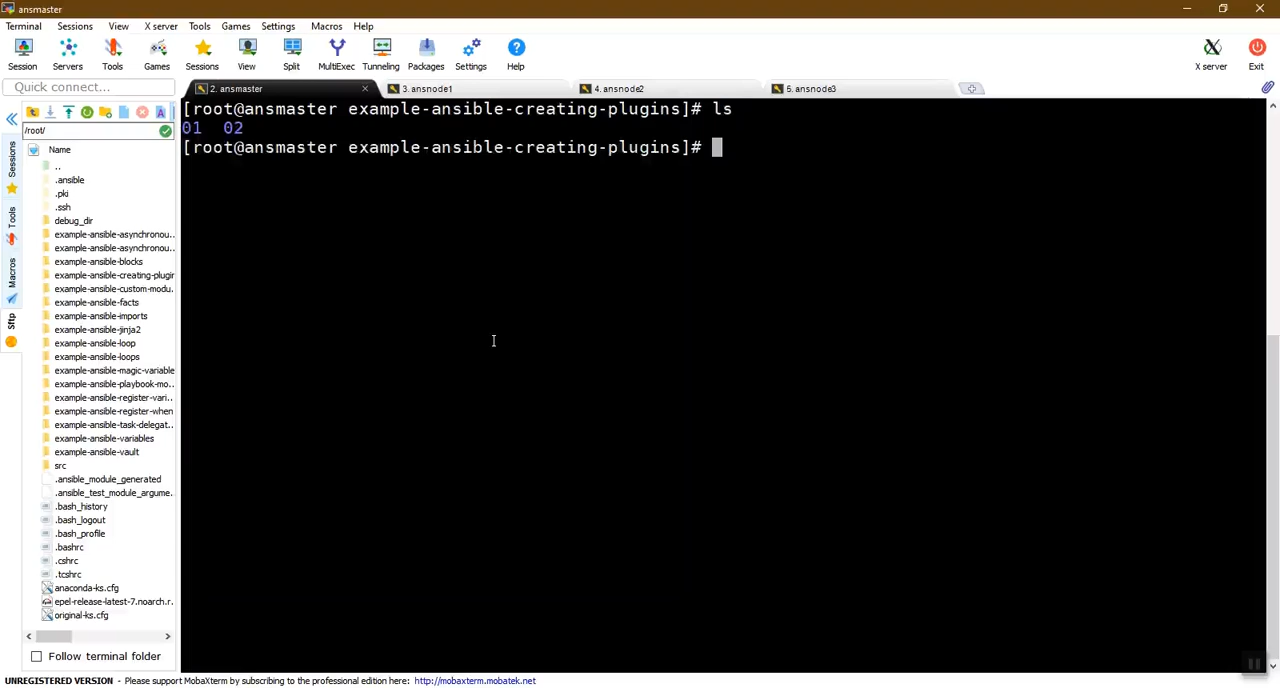 ansmaster
Terminal Sessions View X server Tools Games Settings Macros Help
Session Servers Tools Games Sessions View Split MultiExec Tunneling Packages Settings Help X server Exit
Quick connect...
2. ansmaster
3. ansnode1
4. ansnode2
5. ansnode3
Sessions
Tools
Macros
Sftp
/root/
Name
..
.ansible
.pki
.ssh
debug_dir
example-ansible-asynchronou..
example-ansible-asynchronou..
example-ansible-blocks
example-ansible-creating-plugin
example-ansible-custom-modu..
example-ansible-facts
example-ansible-imports
example-ansible-jinja2
example-ansible-loop
example-ansible-loops
example-ansible-magic-variable
example-ansible-playbook-mo..
example-ansible-register-vari..
example-ansible-register-when
example-ansible-task-delegat..
example-ansible-variables
example-ansible-vault
src
.ansible_module_generated
.ansible_test_module_argume..
.bash_history
.bash_logout
.bash_profile
.bashrc
.cshrc
.tcshrc
anaconda-ks.cfg
epel-release-latest-7.noarch.r..
original-ks.cfg
Follow terminal folder
[root@ansmaster example-ansible-creating-plugins]# ls
01 02
[root@ansmaster example-ansible-creating-plugins]#
UNREGISTERED VERSION - Please support MobaXterm by subscribing to the professional edition here: http://mobaxterm.mobatek.net